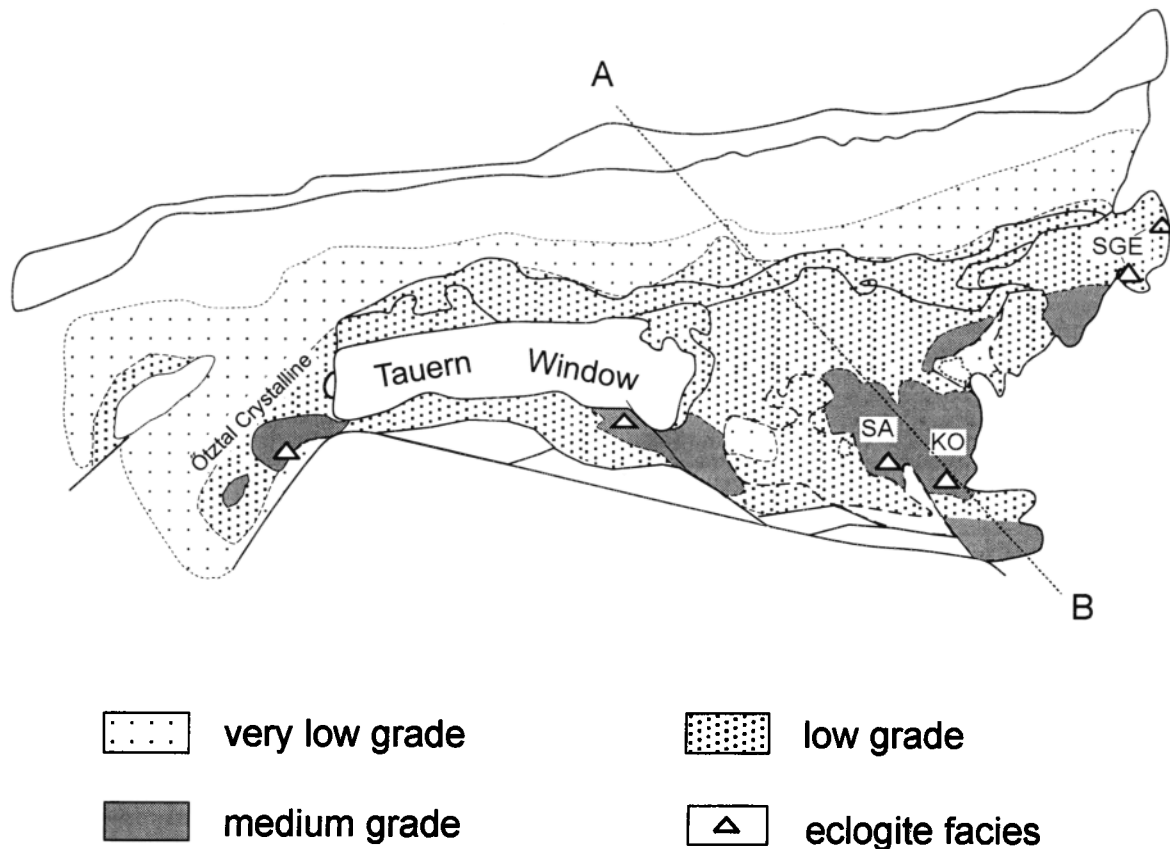 A
SGE
Tauern Window
Ötztal Crystalline
SA
KO
B
very low grade
low grade
medium grade
eclogite facies